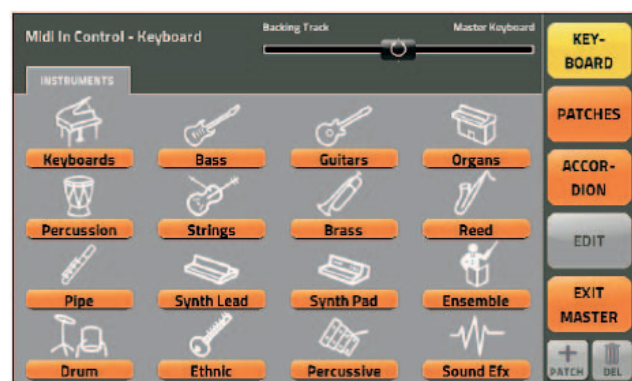 Midi In Control - Keyboard
Backing Track
Master Keyboard
INSTRUMENTS
Keyboards
Bass
Guitars
Organs
Percussion
Strings
Brass
Reed
Pipe
Synth Lead
Synth Pad
Ensemble
Drum
Ethnic
Percussive
Sound Efx
KEY-
BOARD
PATCHES
ACCOR-
DION
EDIT
EXIT
MASTER
PATCH
DEL